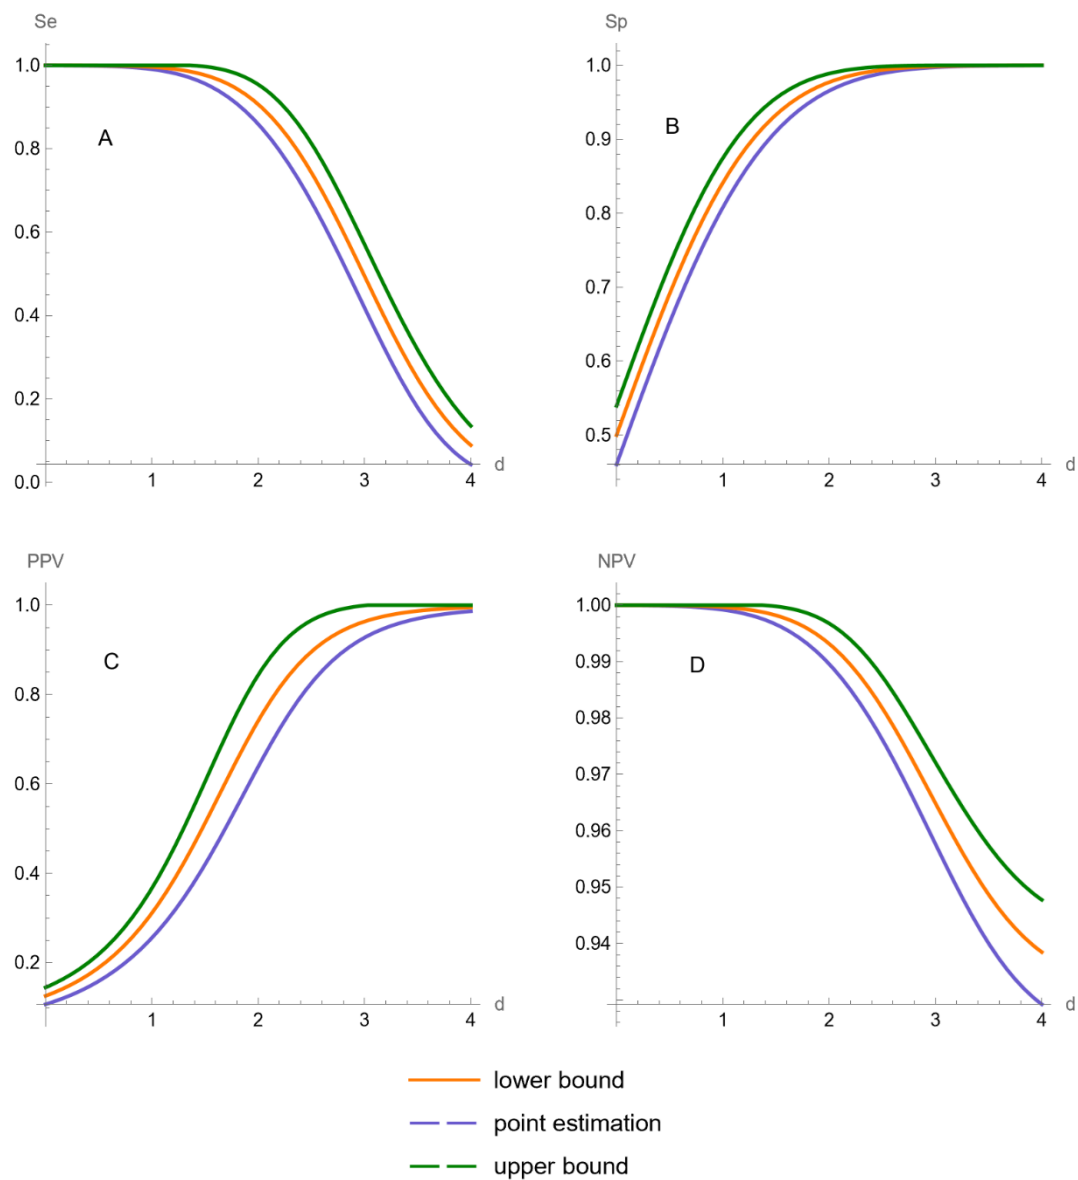 Se
1.0
0.8
0.6
0.4
0.2
0.0
A
1 2 3 4 d
Sp
1.0
0.9
0.8
0.7
0.6
0.5
B
1 2 3 4 d
PPV
1.0
0.8
0.6
0.4
0.2
C
1 2 3 4 d
NPV
1.00
0.99
0.98
0.97
0.96
0.95
0.94
D
1 2 3 4 d
lower bound
point estimation
upper bound